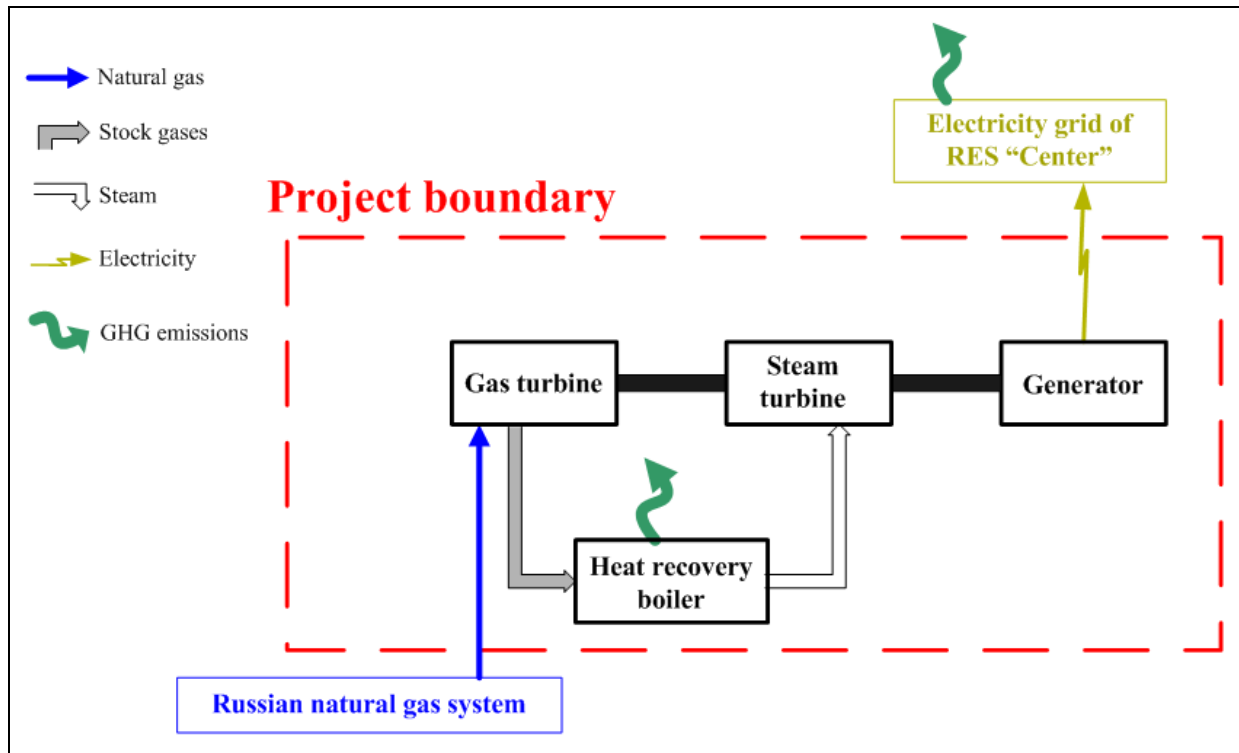 Natural gas
Stock gases
Steam
Electricity
GHG emissions
Electricity grid of
RES “Center”
Project boundary
Gas turbine
Steam
turbine
Generator
Heat recovery
boiler
Russian natural gas system